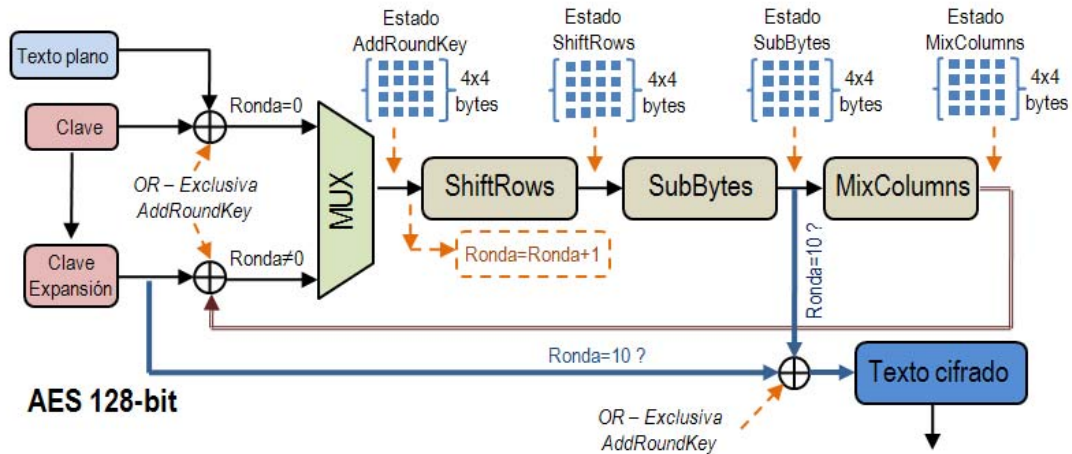 Estado
AddRoundKey
4x4
bytes
Estado
ShiftRows
4x4
bytes
Estado
SubBytes
4x4
bytes
Estado
MixColumns
4x4
bytes
Texto plano
Clave
Ronda=0
OR – Exclusiva
AddRoundKey
MUX
ShiftRows
SubBytes
MixColumns
Ronda=Ronda+1
Clave
Expansión
Ronda≠0
Ronda=10 ?
Ronda=10 ?
Texto cifrado
AES 128-bit
OR – Exclusiva
AddRoundKey